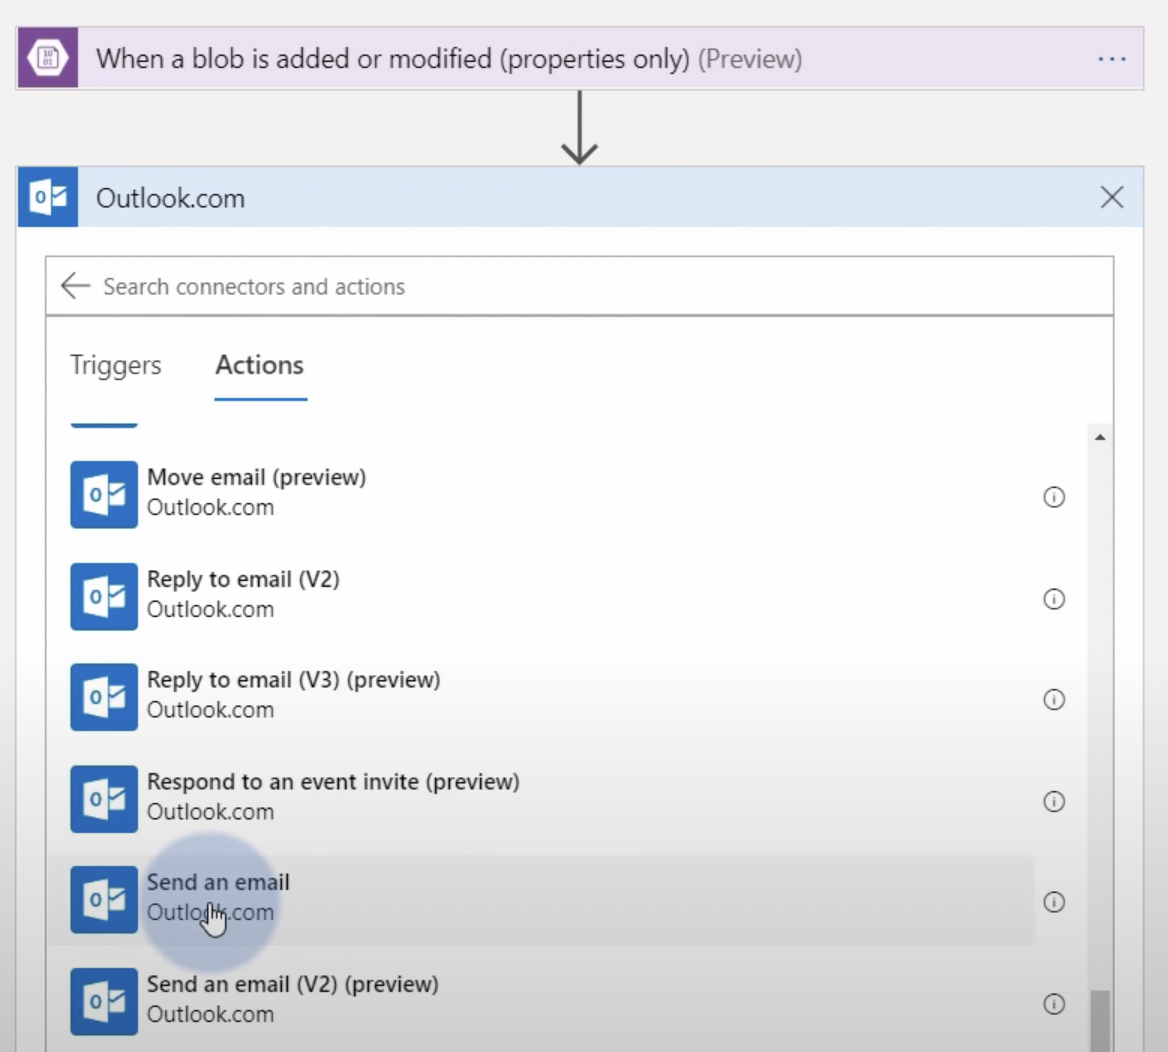 When a blob is added or modified (properties only) (Preview)
Outlook.com
Search connectors and actions
Triggers Actions
Move email (preview)
Outlook.com
Reply to email (V2)
Outlook.com
Reply to email (V3) (preview)
Outlook.com
Respond to an event invite (preview)
Outlook.com
Send an email
Outlook.com
Send an email (V2) (preview)
Outlook.com